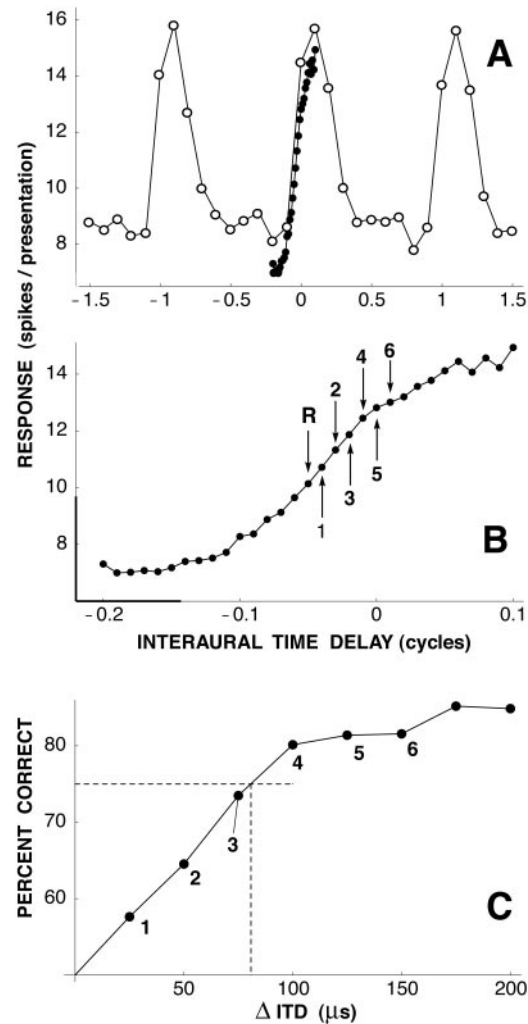 A
RESPONSE (spikes / presentation)
16
14
12
10
8
-1.5 -1 -0.5 0 0.5 1 1.5
B
14
12
10
8
R 2 4 6
1 3 5
-0.2 -0.1 0 0.1
INTERAURAL TIME DELAY (cycles)
C
PERCENT CORRECT
80
70
60
1 2 3 4 5 6
50 100 150 200
Δ ITD (μs)